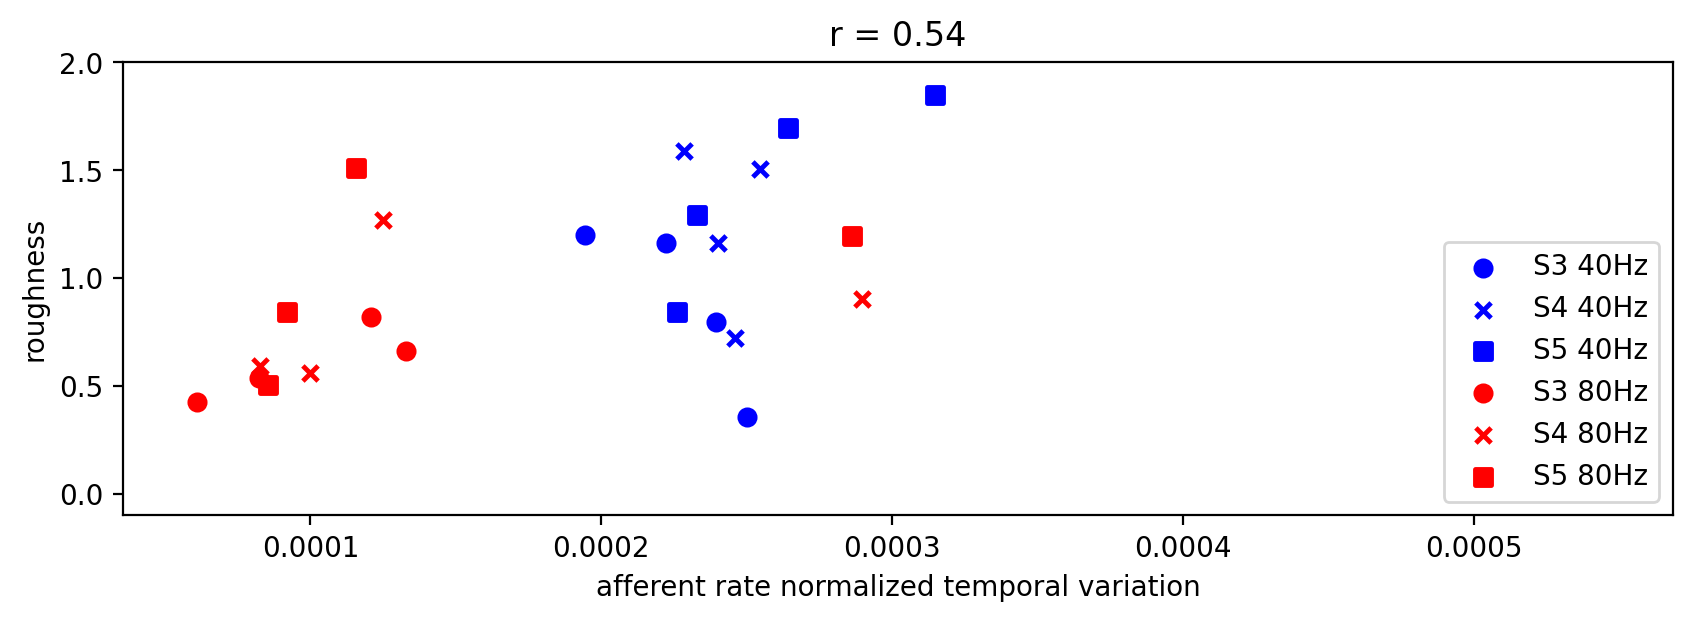 r = 0.54
2.0
1.5
1.0
0.5
0.0
roughness
0.0001 0.0002 0.0003 0.0004 0.0005
afferent rate normalized temporal variation
S3 40Hz
S4 40Hz
S5 40Hz
S3 80Hz
S4 80Hz
S5 80Hz